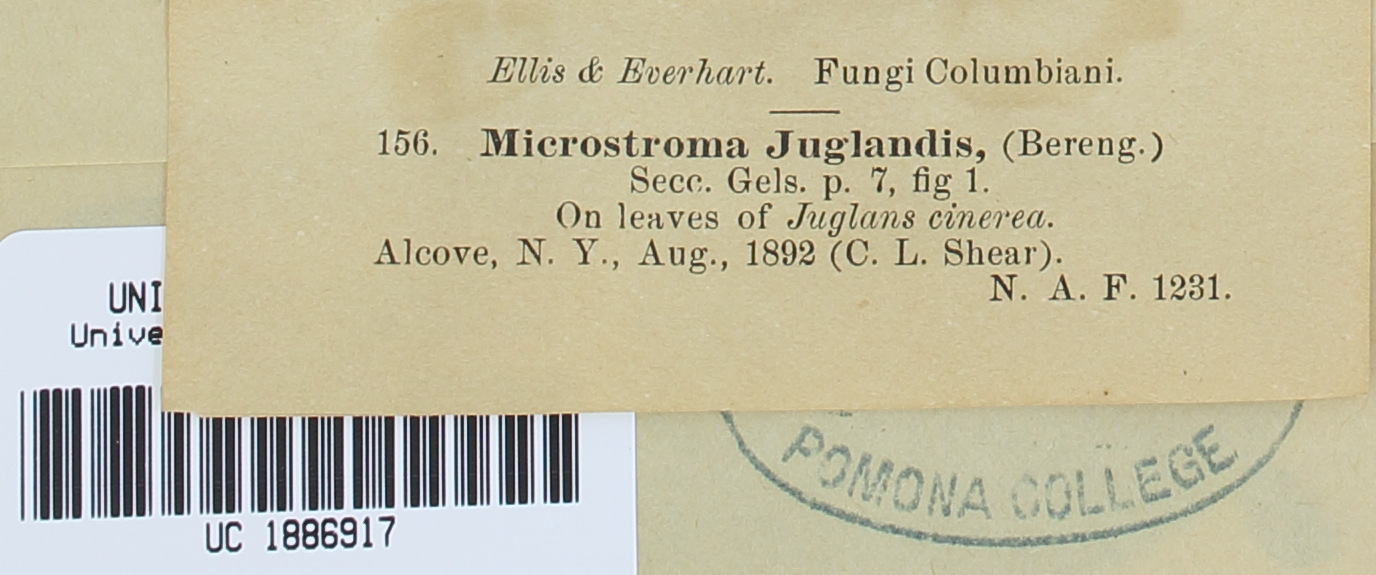 Ellis & Everhart. Fungi Columbiani.
156. Microstroma Juglandis, (Bereng.)
Secc. Gels. p. 7, fig 1.
On leaves of Juglans cinerea.
Alcove, N. Y., Aug., 1892 (C. L. Shear).
N. A. F. 1231.
UNI
Unive
UC 1886917
POMONA COLLEGE